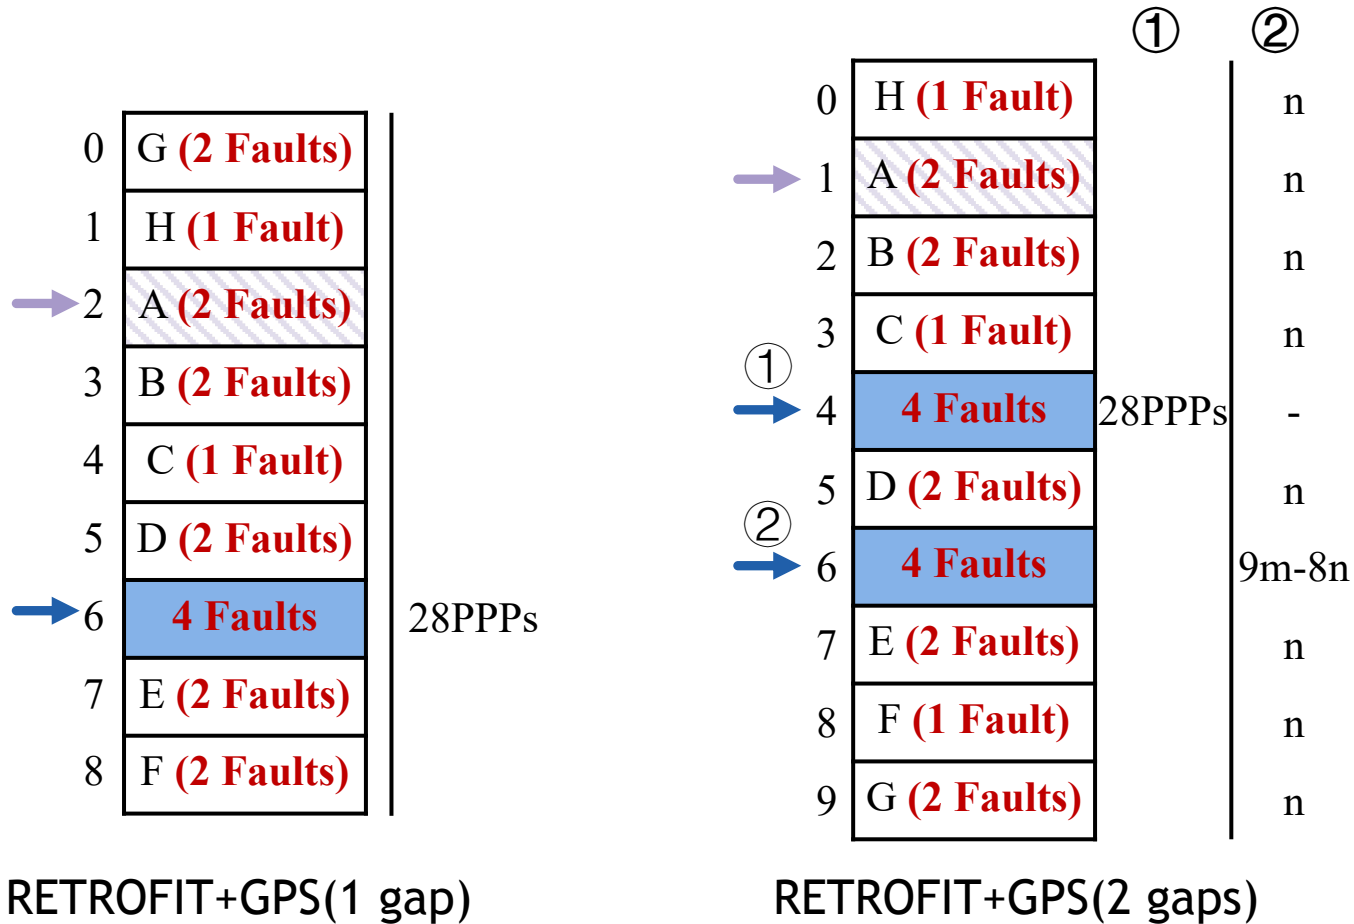 0 G (2 Faults)
1 H (1 Fault)
2 A (2 Faults)
3 B (2 Faults)
4 C (1 Fault)
5 D (2 Faults)
6 4 Faults 28PPPs
7 E (2 Faults)
8 F (2 Faults)
RETROFIT+GPS(1 gap)
① ②
0 H (1 Fault) n
1 A (2 Faults) n
2 B (2 Faults) n
3 C (1 Fault) n
①
4 4 Faults 28PPPs -
5 D (2 Faults) n
②
6 4 Faults 9m-8n
7 E (2 Faults) n
8 F (1 Fault) n
9 G (2 Faults) n
RETROFIT+GPS(2 gaps)